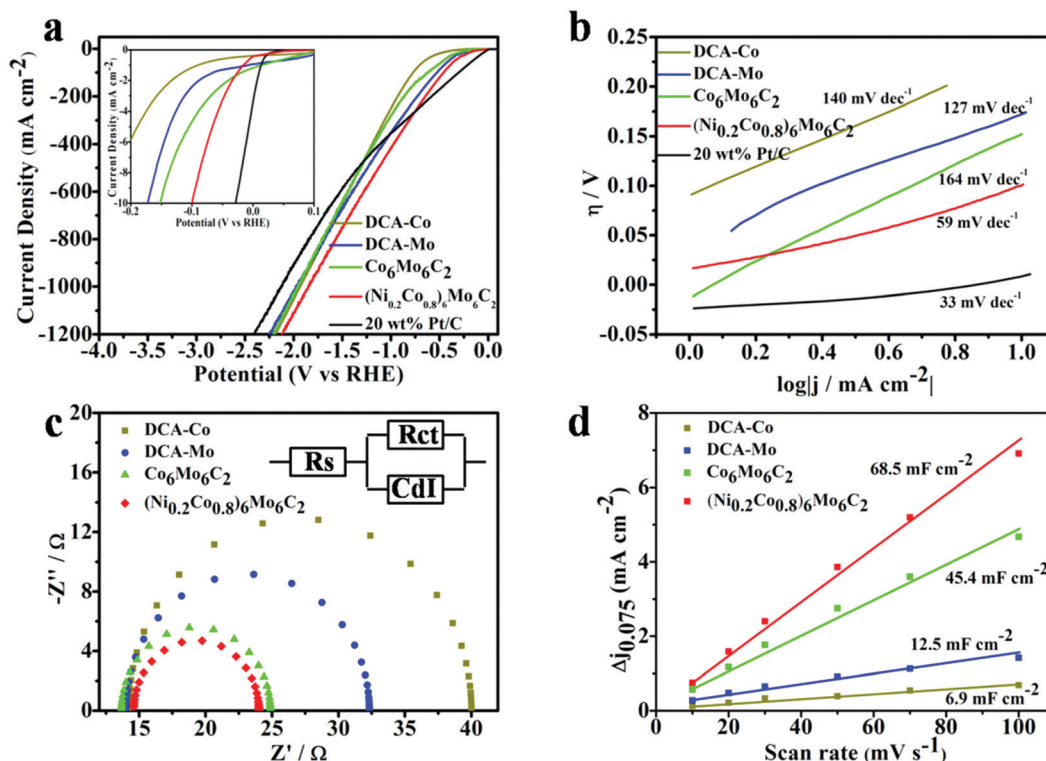 a
Current Density (mA cm-2)
0
-200
-400
-600
-800
-1000
-1200
-4.0 -3.5 -3.0 -2.5 -2.0 -1.5 -1.0 -0.5 0.0
Potential (V vs RHE)
Current Density (mA cm-2)
0
-2
-4
-6
-8
-10
-0.2 -0.1 0.0 0.1
Potential (V vs RHE)
DCA-Co
DCA-Mo
Co6Mo6C2
(Ni0.2Co0.8)6Mo6C2
20 wt% Pt/C
b
η / V
0.25
0.20
0.15
0.10
0.05
0.00
-0.05
0.0 0.2 0.4 0.6 0.8 1.0
log|j / mA cm-2|
DCA-Co
DCA-Mo
Co6Mo6C2
(Ni0.2Co0.8)6Mo6C2
20 wt% Pt/C
140 mV dec-1
127 mV dec-1
164 mV dec-1
59 mV dec-1
33 mV dec-1
c
-Z'' / Ω
20
16
12
8
4
0
15 20 25 30 35 40
Z' / Ω
DCA-Co
DCA-Mo
Co6Mo6C2
(Ni0.2Co0.8)6Mo6C2
Rs
Rct
CdI
d
Δj0.075 (mA cm-2)
8
6
4
2
0
20 40 60 80 100
Scan rate (mV s-1)
DCA-Co
DCA-Mo
Co6Mo6C2
(Ni0.2Co0.8)6Mo6C2
68.5 mF cm-2
45.4 mF cm-2
12.5 mF cm-2
6.9 mF cm-2